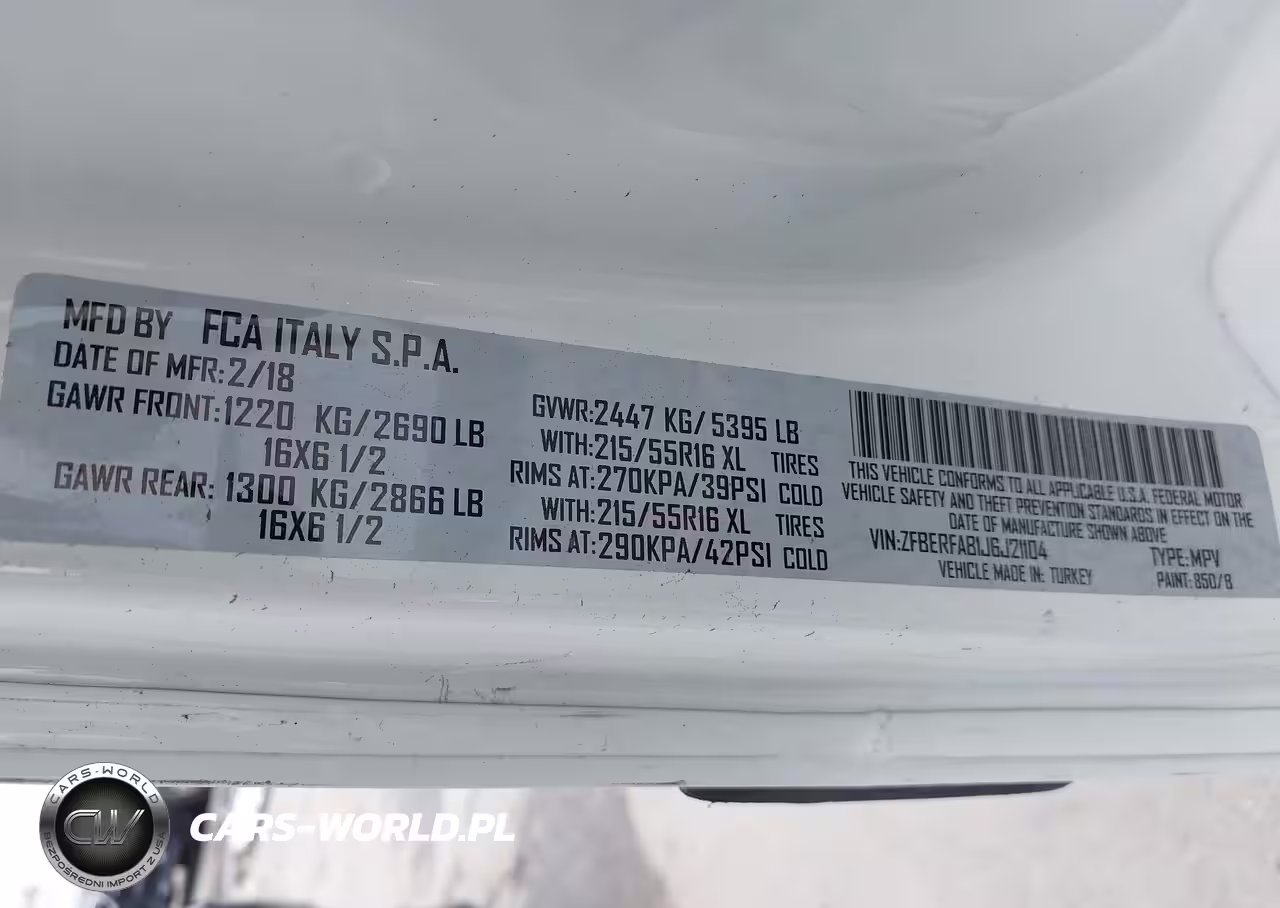 MFD BY FCA ITALY S.P.A.
DATE OF MFR:2/18
GAWR FRONT:1220 KG/2690 LB
16X6 1/2
GAWR REAR: 1300 KG/2866 LB
16X6 1/2
GVWR:2447 KG/5395 LB
WITH:215/55R16 XL TIRES
RIMS AT:270KPA/39PSI COLD
WITH:215/55R16 XL TIRES
RIMS AT:290KPA/42PSI COLD
THIS VEHICLE CONFORMS TO ALL APPLICABLE U.S.A. FEDERAL MOTOR
VEHICLE SAFETY AND THEFT PREVENTION STANDARDS IN EFFECT ON THE
DATE OF MANUFACTURE SHOWN ABOVE
VIN:ZFBERFAB1J6J21104 TYPE:MPV
VEHICLE MADE IN: TURKEY PAINT: 850/B
CARS-WORLD
CW
BEZPOŚREDNI IMPORT Z USA
CARS-WORLD.PL